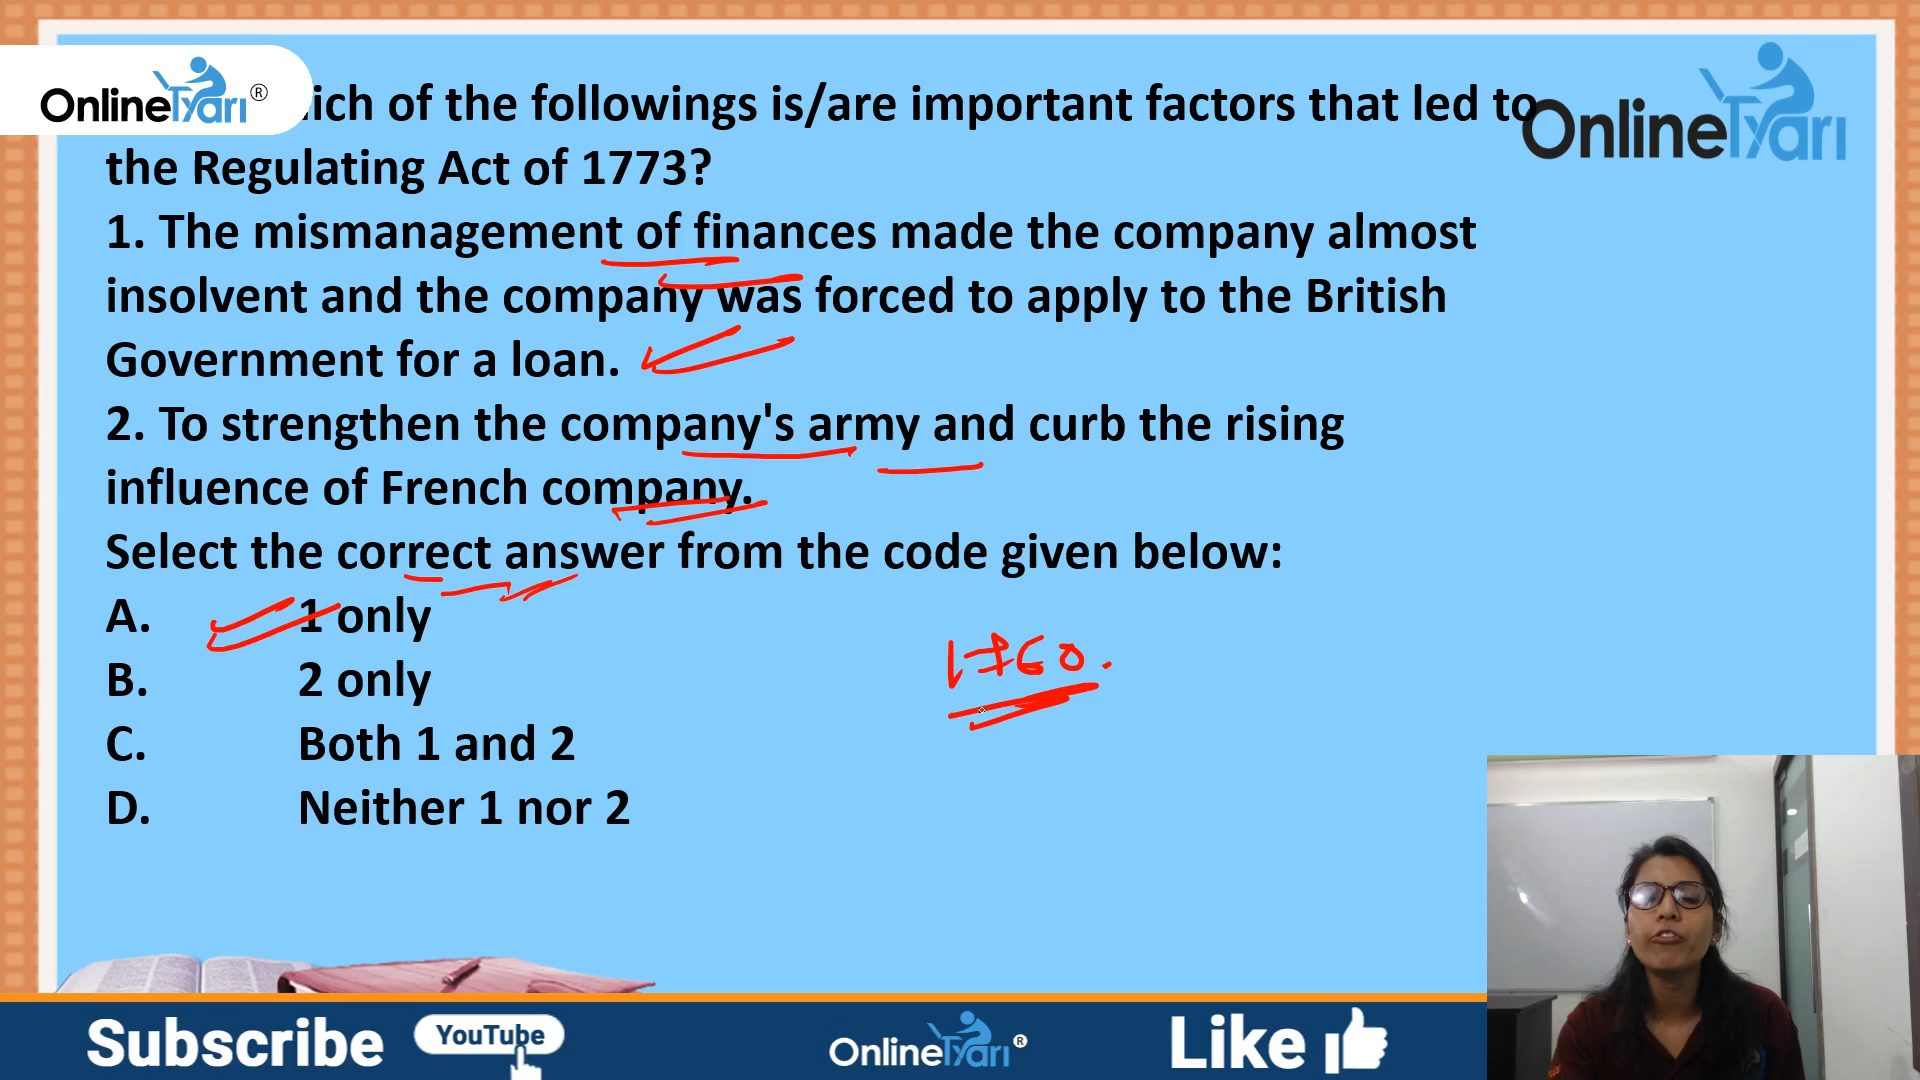 OnlineTyari®
ich of the followings is/are important factors that led to
OnlineTyari
the Regulating Act of 1773?
1. The mismanagement of finances made the company almost
insolvent and the company was forced to apply to the British
Government for a loan.
2. To strengthen the company's army and curb the rising
influence of French company.
Select the correct answer from the code given below:
A. 1 only
B. 2 only
C. Both 1 and 2
D. Neither 1 nor 2
1760.
Subscribe YouTube OnlineTyari® Like